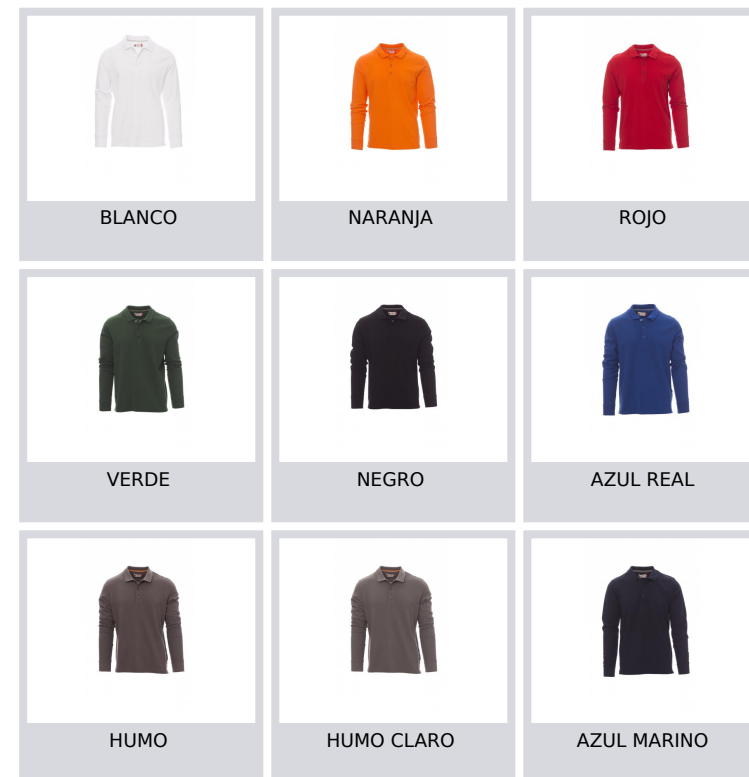 BLANCO
NARANJA
ROJO
VERDE
NEGRO
AZUL REAL
HUMO
HUMO CLARO
AZUL MARINO